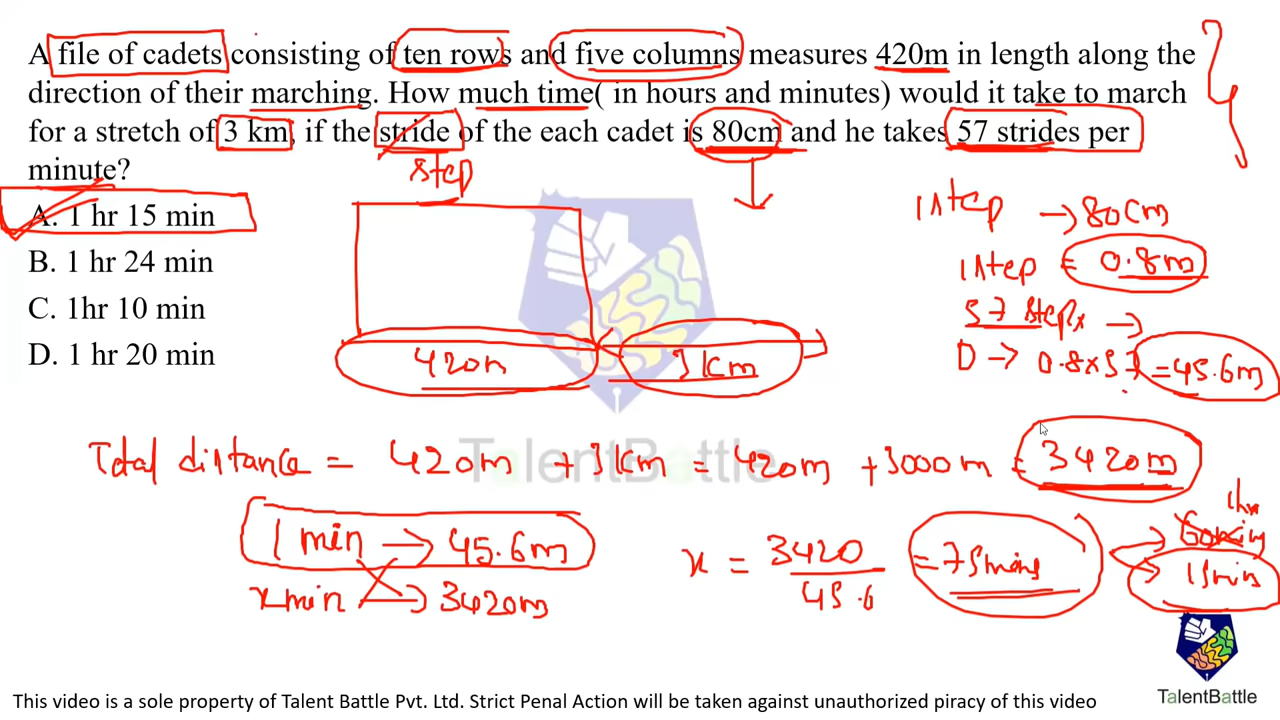 A file of cadets consisting of ten rows and five columns measures 420m in length along the
direction of their marching. How much time( in hours and minutes) would it take to march
for a stretch of 3 km, if the stride of the each cadet is 80cm and he takes 57 strides per
minute?
step
A. 1 hr 15 min
B. 1 hr 24 min
C. 1hr 10 min
D. 1 hr 20 min
1 step → 80cm
1 step = 0.8m
57 steps →
D → 0.8×57 = 45.6m
420m 3 km
Total distance = 420m + 3 km = 420m + 3000m = 3420m
TalentBattle
1 min → 45.6m
x min → 3420m
x = 3420 / 45.6 = 75mins
1hr
60min
15min
TalentBattle
This video is a sole property of Talent Battle Pvt. Ltd. Strict Penal Action will be taken against unauthorized piracy of this video